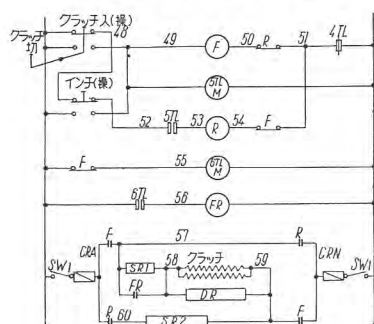 クラッチ入(操)
クラッチ
切
48
49
F
50
R
51
4TL
5TL
M
インチ(操)
52
5TL
53
R
54
F
F
55
6TL
M
6TL
56
FR
SW1
CRA
F
57
R
CRN
SW1
SR1
58
クラッチ
59
FR
DR
R
60
SR2
F